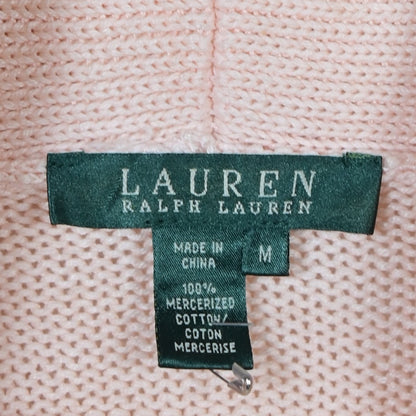 LAUREN
RALPH LAUREN
MADE IN
CHINA
M
100%
MERCERIZED
COTTON/
COTON
MERCERISE